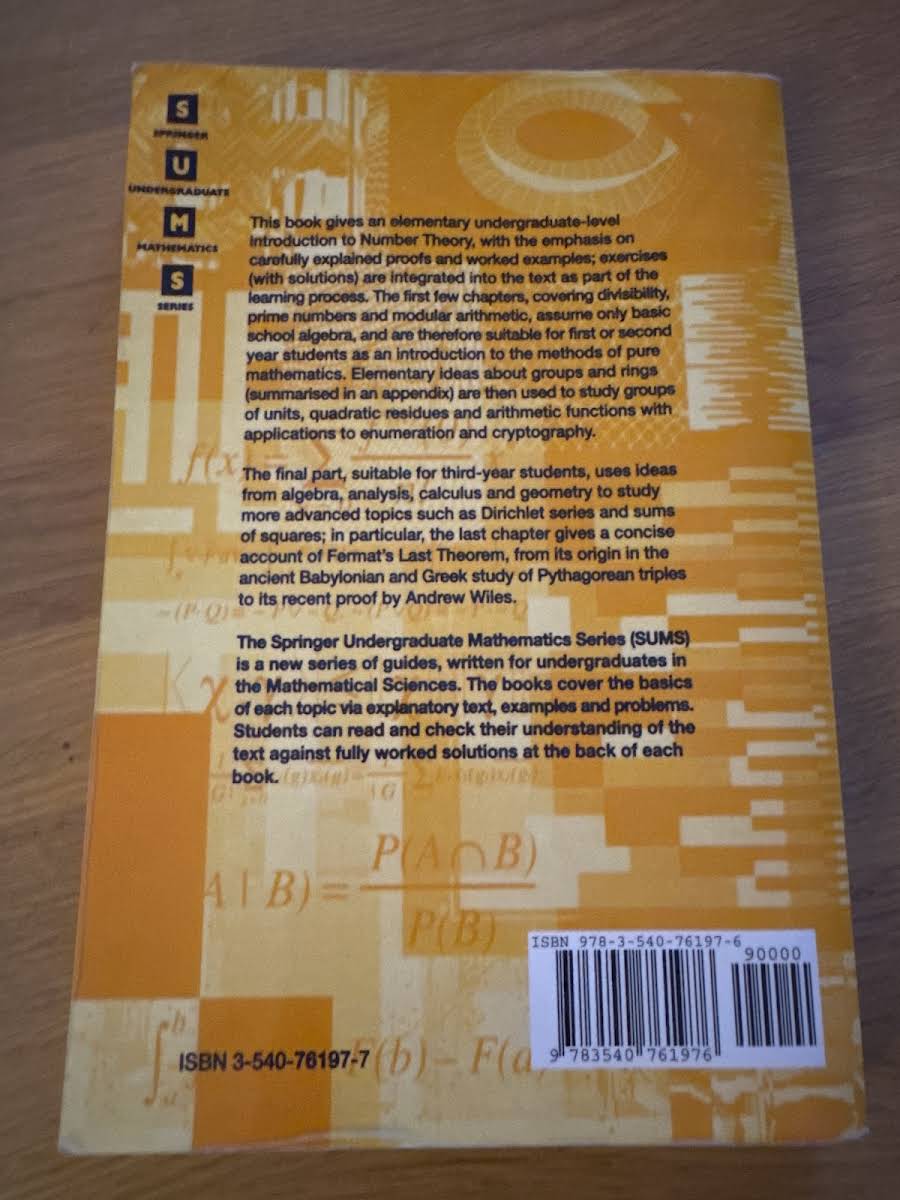 S
SPRINGER
U
UNDERGRADUATE
M
MATHEMATICS
S
SERIES
This book gives an elementary undergraduate-level
Introduction to Number Theory, with the emphasis on
carefully explained proofs and worked examples; exercises
(with solutions) are integrated into the text as part of the
learning process. The first few chapters, covering divisibility,
prime numbers and modular arithmetic, assume only basic
school algebra, and are therefore suitable for first or second
year students as an introduction to the methods of pure
mathematics. Elementary ideas about groups and rings
(summarised in an appendix) are then used to study groups
of units, quadratic residues and arithmetic functions with
applications to enumeration and cryptography.
f(x) = ∑
The final part, suitable for third-year students, uses ideas
from algebra, analysis, calculus and geometry to study
more advanced topics such as Dirichlet series and sums
of squares; in particular, the last chapter gives a concise
account of Fermat's Last Theorem, from its origin in the
ancient Babylonian and Greek study of Pythagorean triples
to its recent proof by Andrew Wiles.
The Springer Undergraduate Mathematics Series (SUMS)
is a new series of guides, written for undergraduates in
the Mathematical Sciences. The books cover the basics
of each topic via explanatory text, examples and problems.
Students can read and check their understanding of the
text against fully worked solutions at the back of each
book.
A | B) = P(A ∩ B)
P(B)
ISBN 978-3-540-76197-6
90000
9 783540 761976
ISBN 3-540-76197-7
F(b) – F(a